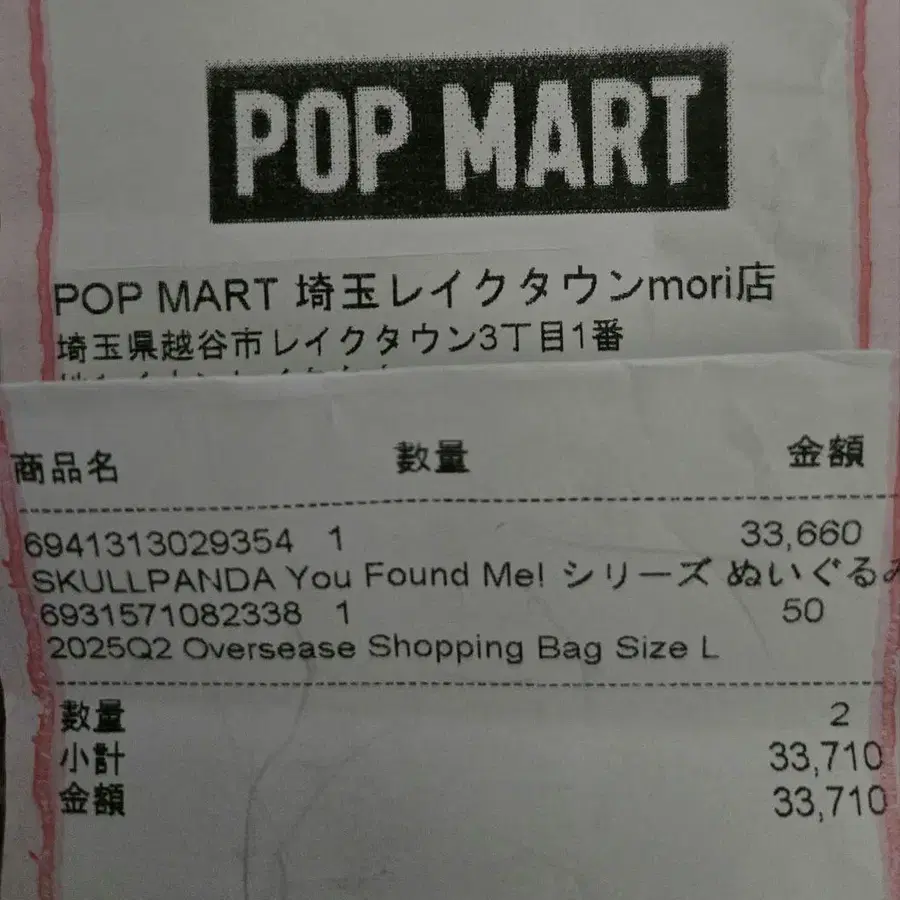 POP MART
POP MART 埼玉レイクタウンmori店
埼玉県越谷市レイクタウン3丁目1番
商品名 数量 金額
6941313029354 1 33,660
SKULLPANDA You Found Me! シリーズ ぬいぐるみ
6931571082338 1 50
2025Q2 Oversease Shopping Bag Size L
数量 2
小計 33,710
金額 33,710